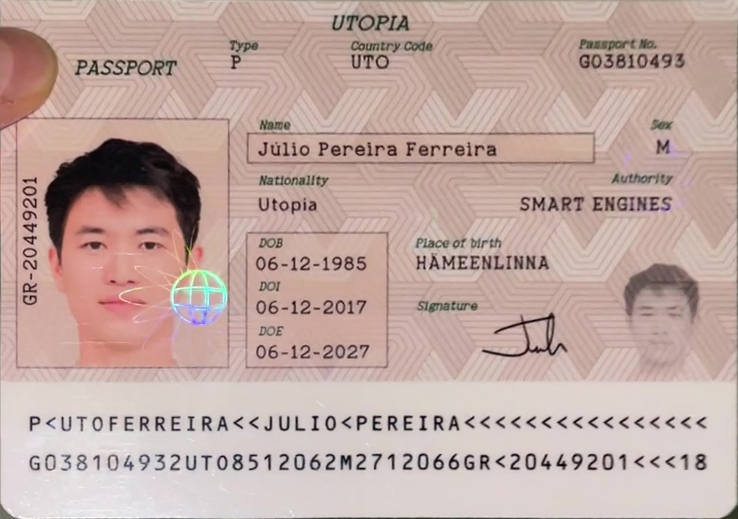 UTOPIA
PASSPORT
Type
P
Country Code
UTO
Passport No.
G03810493
Name
Júlio Pereira Ferreira
Sex
M
Nationality
Utopia
Authority
SMART ENGINES
GR-20449201
DOB
06-12-1985
DOI
06-12-2017
DOE
06-12-2027
Place of birth
HÄMEENLINNA
Signature
P<UTOFERREIRA<<JULIO<PEREIRA<<<<<<<<<<<<<<<<
G038104932UTO8512062M2712066GR<20449201<<<18